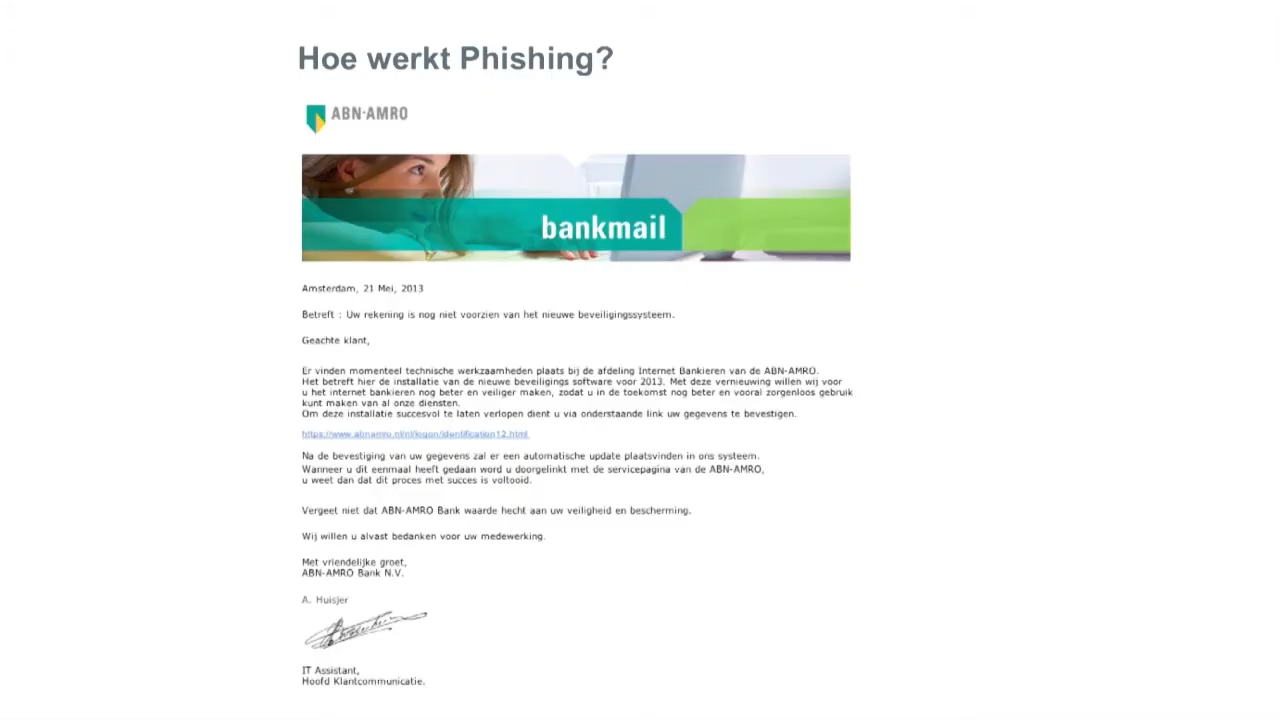 Hoe werkt Phishing?
ABN·AMRO
bankmail
Amsterdam, 21 Mei, 2013
Betreft : Uw rekening is nog niet voorzien van het nieuwe beveiligingssysteem.
Geachte klant,
Er vinden momenteel technische werkzaamheden plaats bij de afdeling Internet Bankieren van de ABN-AMRO.
Het betreft hier de installatie van de nieuwe beveiligings software voor 2013. Met deze vernieuwing willen wij voor
u het internet bankieren nog beter en veiliger maken, zodat u in de toekomst nog beter en vooral zorgenloos gebruik
kunt maken van al onze diensten.
Om deze installatie succesvol te laten verlopen dient u via onderstaande link uw gegevens te bevestigen.
https://www.abnamro.nl/nl/logon/identification12.html
Na de bevestiging van uw gegevens zal er een automatische update plaatsvinden in ons systeem.
Wanneer u dit eenmaal heeft gedaan word u doorgelinkt met de servicepagina van de ABN-AMRO,
u weet dan dat dit proces met succes is voltooid.
Vergeet niet dat ABN-AMRO Bank waarde hecht aan uw veiligheid en bescherming.
Wij willen u alvast bedanken voor uw medewerking.
Met vriendelijke groet,
ABN-AMRO Bank N.V.
A. Huisjer
IT Assistant,
Hoofd Klantcommunicatie.